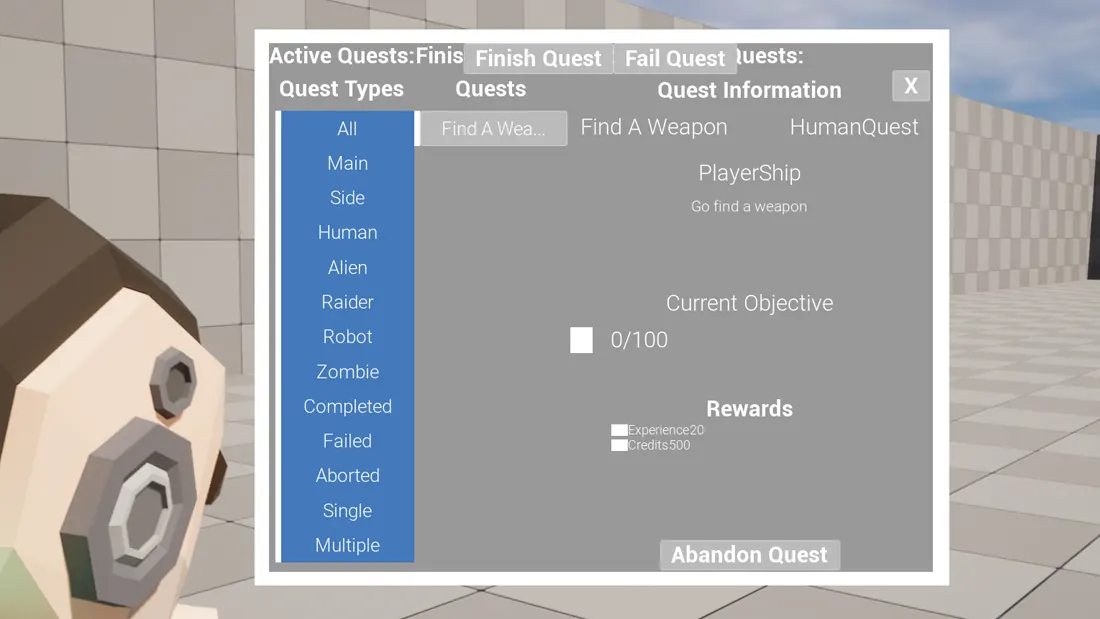 Active Quests:Finis Finish Quest Fail Quest uests:
Quest Types Quests Quest Information X
All Find A Wea... Find A Weapon HumanQuest
Main
PlayerShip
Side
Go find a weapon
Human
Alien
Raider Current Objective
Robot 0/100
Zombie
Completed Rewards
Experience20
Failed Credits500
Aborted
Single
Multiple Abandon Quest